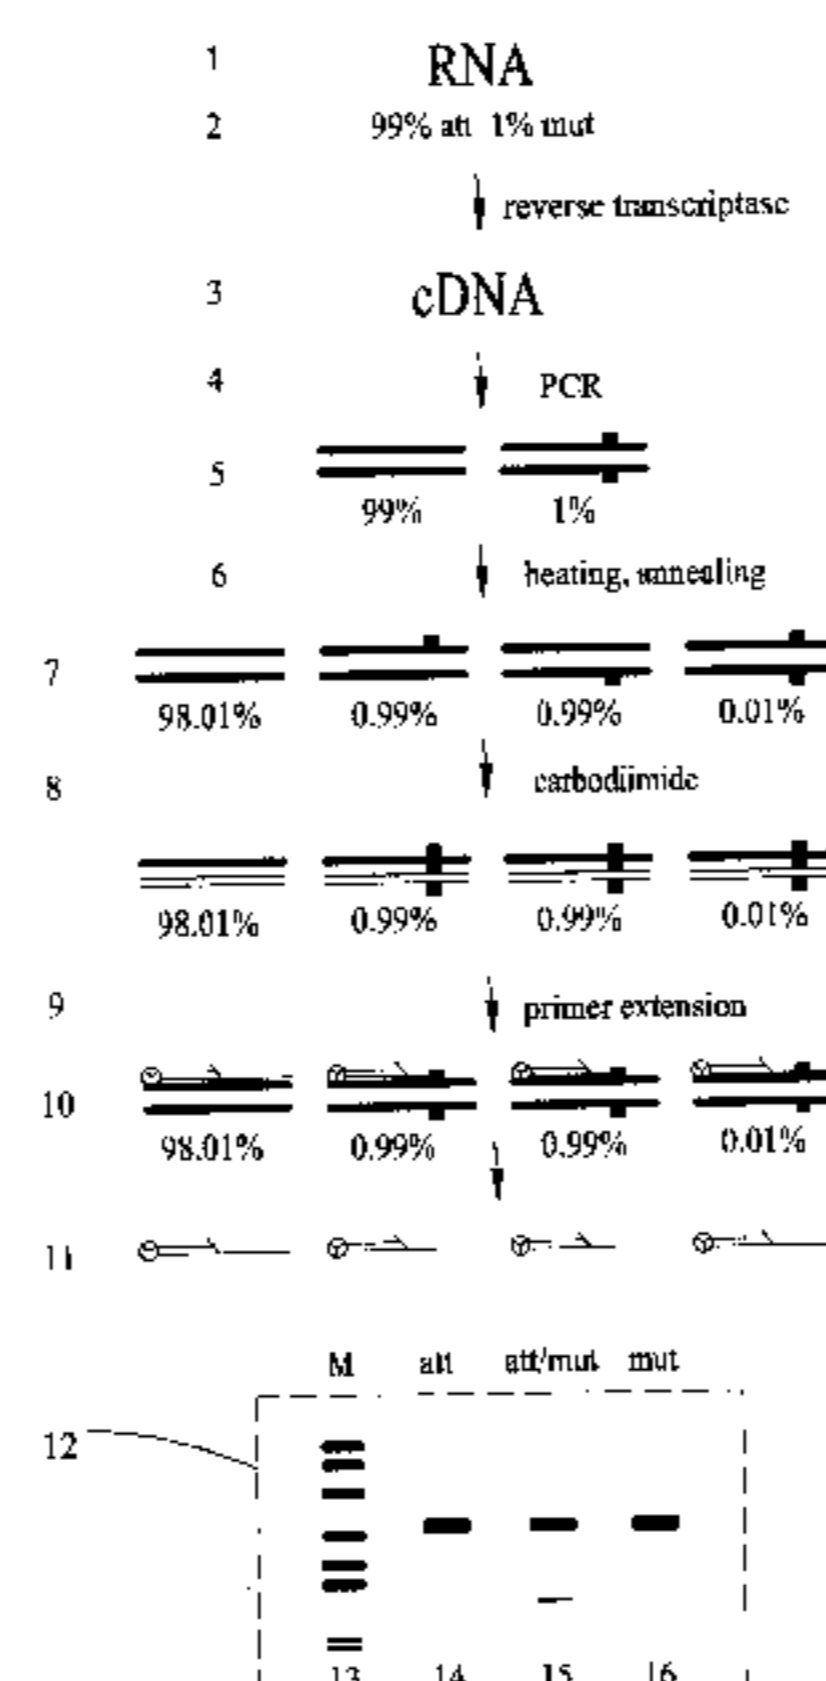 1 RNA
2 99% att 1% mut
reverse transcriptase
3 cDNA
4 PCR
5
99% 1%
6 heating, annealing
7
98.01% 0.99% 0.99% 0.01%
8 carbodiimide
98.01% 0.99% 0.99% 0.01%
9 primer extension
10
98.01% 0.99% 0.99% 0.01%
11
M att att/mut mut
12
13 14 15 16